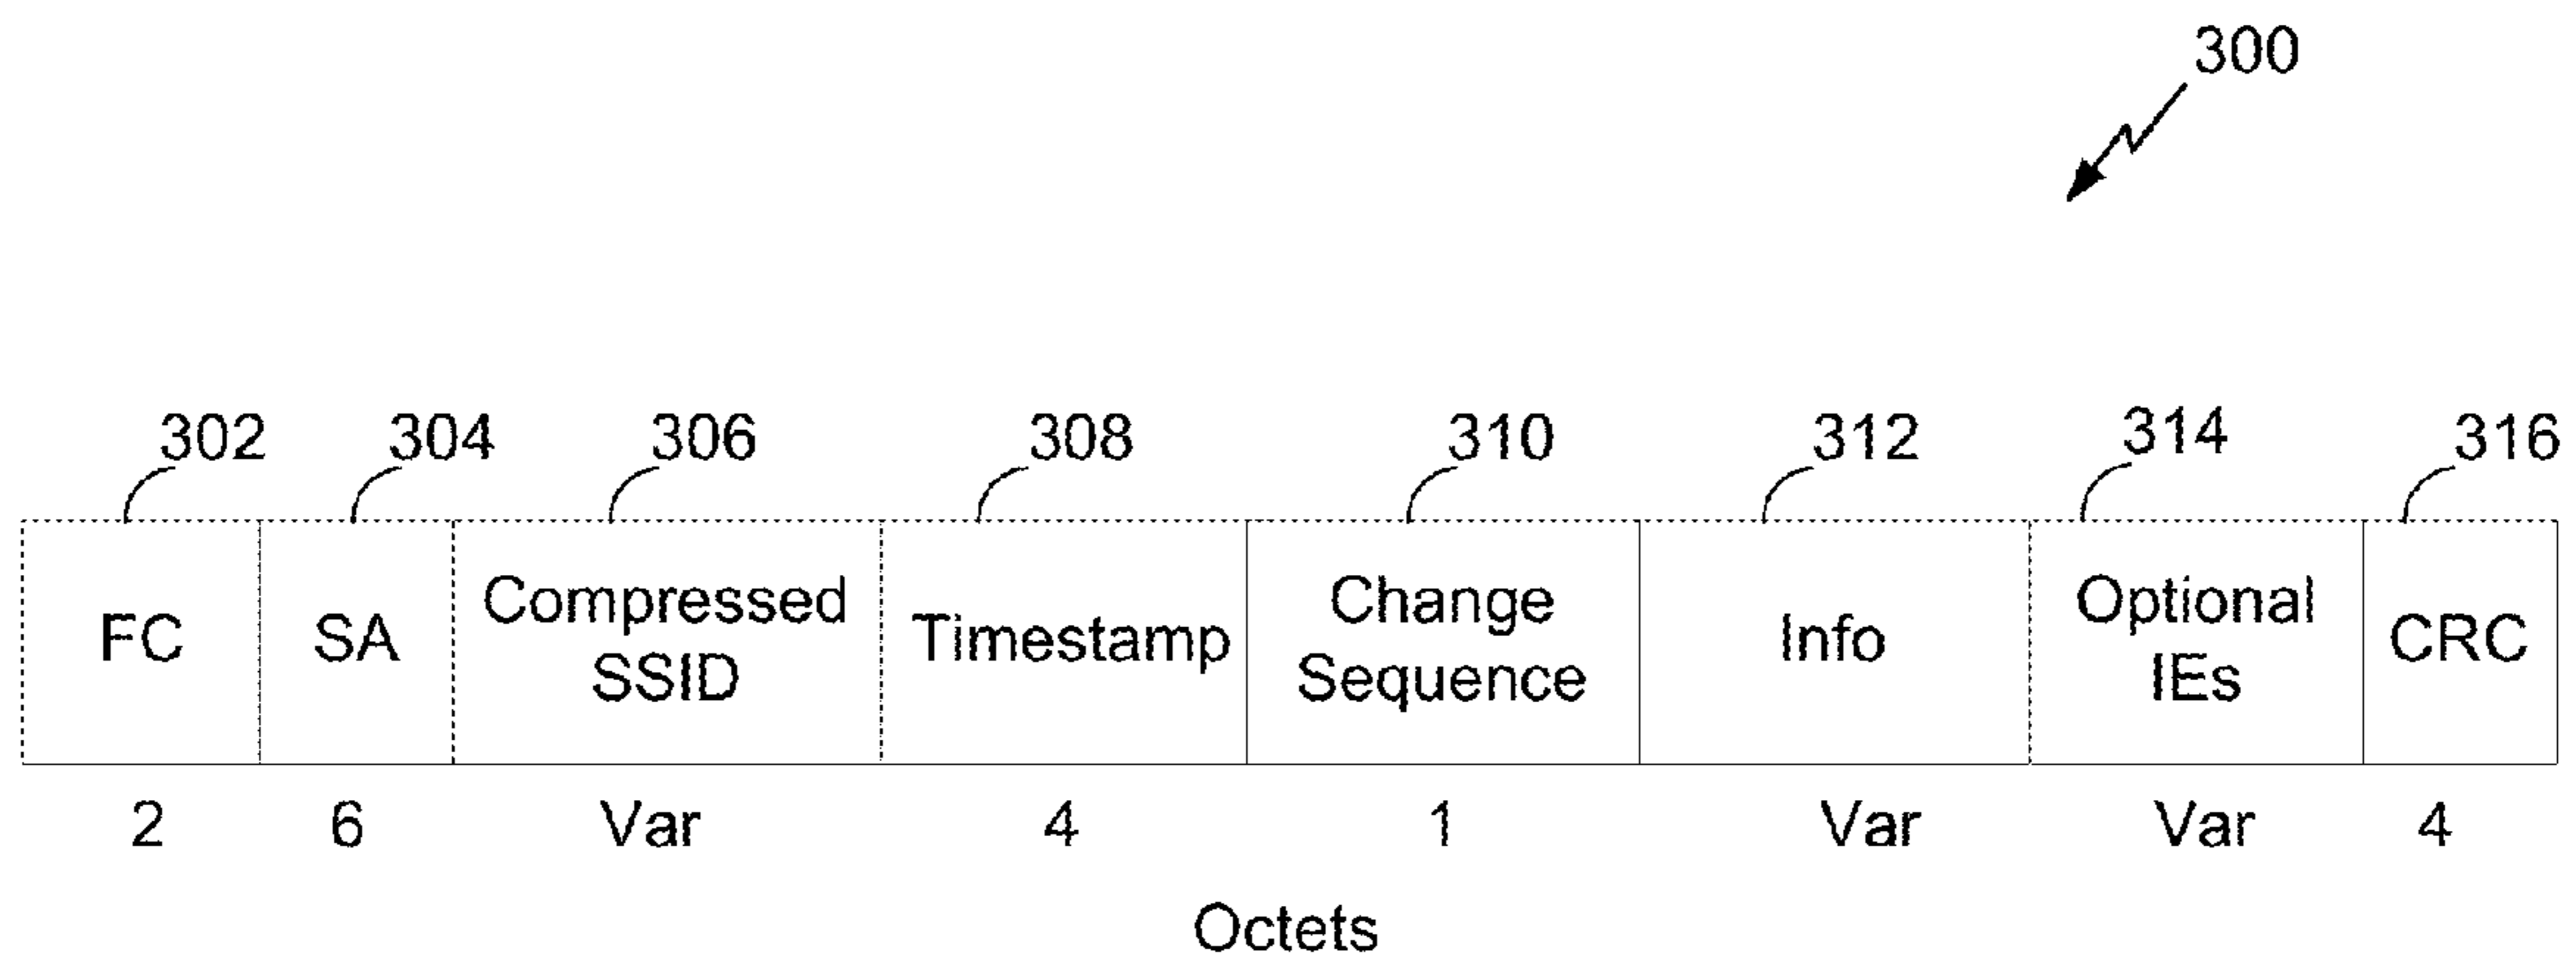 300
302 304 306 308 310 312 314 316
FC SA Compressed SSID Timestamp Change Sequence Info Optional IEs CRC
2 6 Var 4 1 Var Var 4
Octets